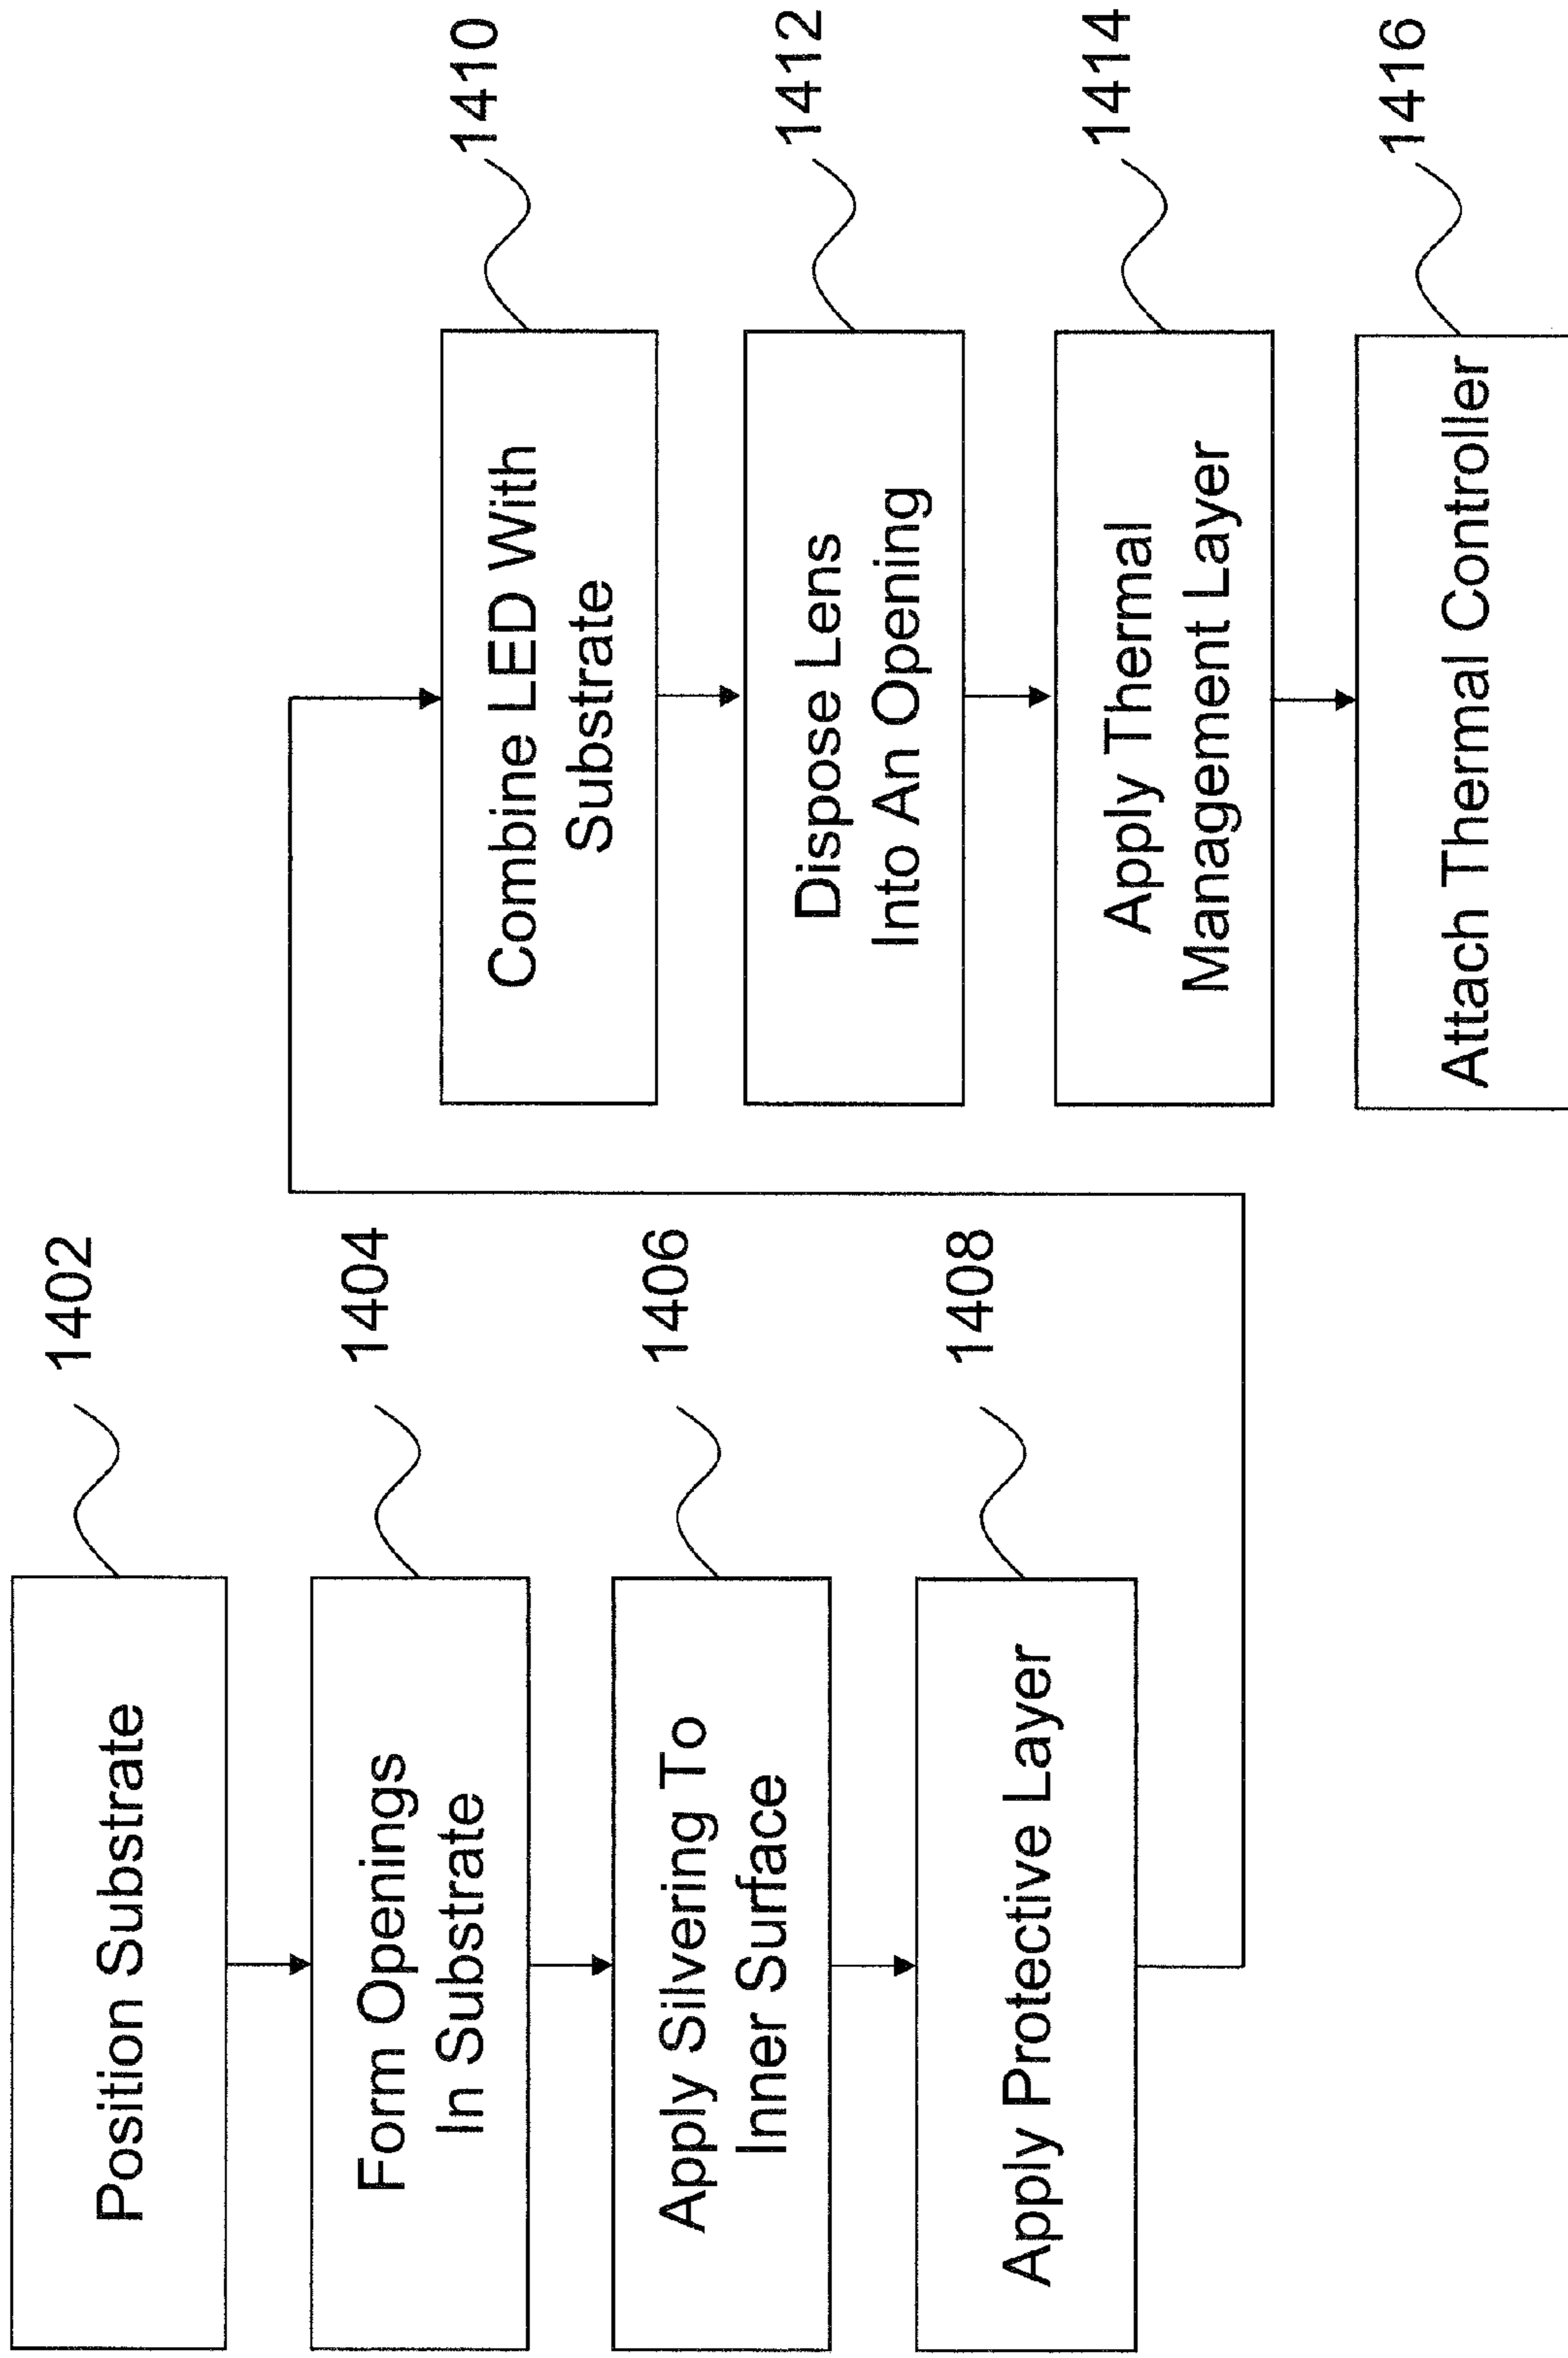 Position Substrate
1402
Form Openings
In Substrate
1404
Apply Silvering To
Inner Surface
1406
Apply Protective Layer
1408
Combine LED With
Substrate
1410
Dispose Lens
Into An Opening
1412
Apply Thermal
Management Layer
1414
Attach Thermal Controller
1416